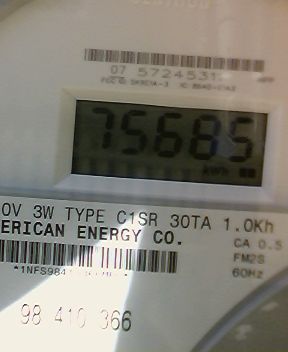 07 5724531
75685
kWh
0V 3W TYPE C1SR 30TA 1.0Kh
ERICAN ENERGY CO.
CA 0.5
FM2S
60Hz
98 410 366